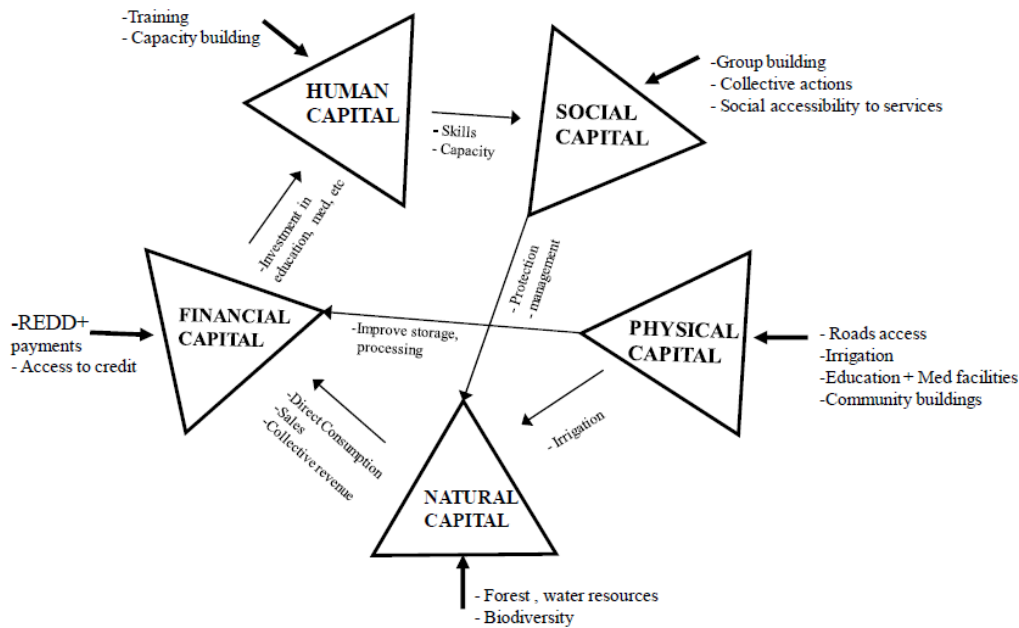 -Training
- Capacity building
HUMAN
CAPITAL
- Skills
- Capacity
SOCIAL
CAPITAL
-Group building
- Collective actions
- Social accessibility to services
-Investment in
education, med, etc
-Protection
- management
-REDD+
payments
- Access to credit
FINANCIAL
CAPITAL
-Improve storage,
processing
PHYSICAL
CAPITAL
- Roads access
-Irrigation
-Education + Med facilities
-Community buildings
-Direct Consumption
-Sales
-Collective revenue
- Irrigation
NATURAL
CAPITAL
- Forest , water resources
- Biodiversity